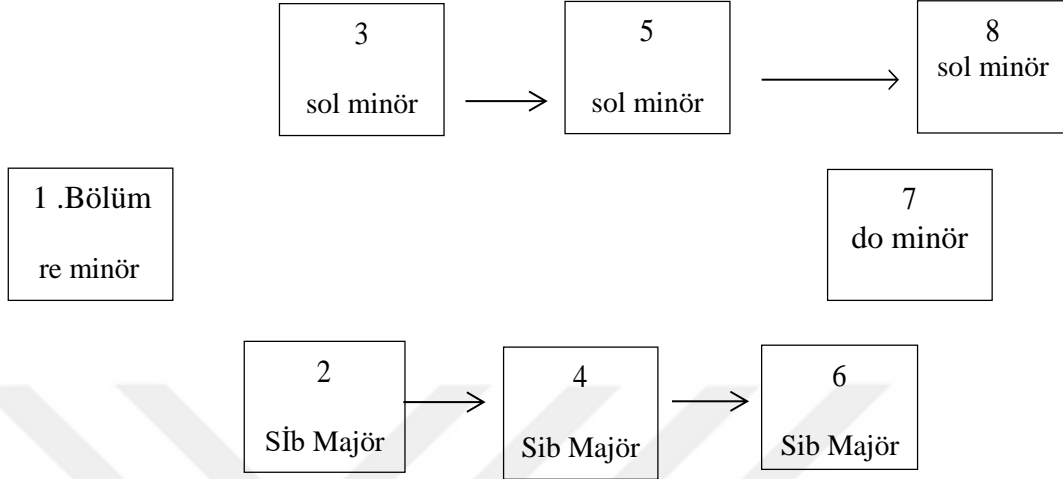 3
sol minör
5
sol minör
8
sol minör
1 .Bölüm
re minör
7
do minör
2
Sİb Majör
4
Sib Majör
6
Sib Majör